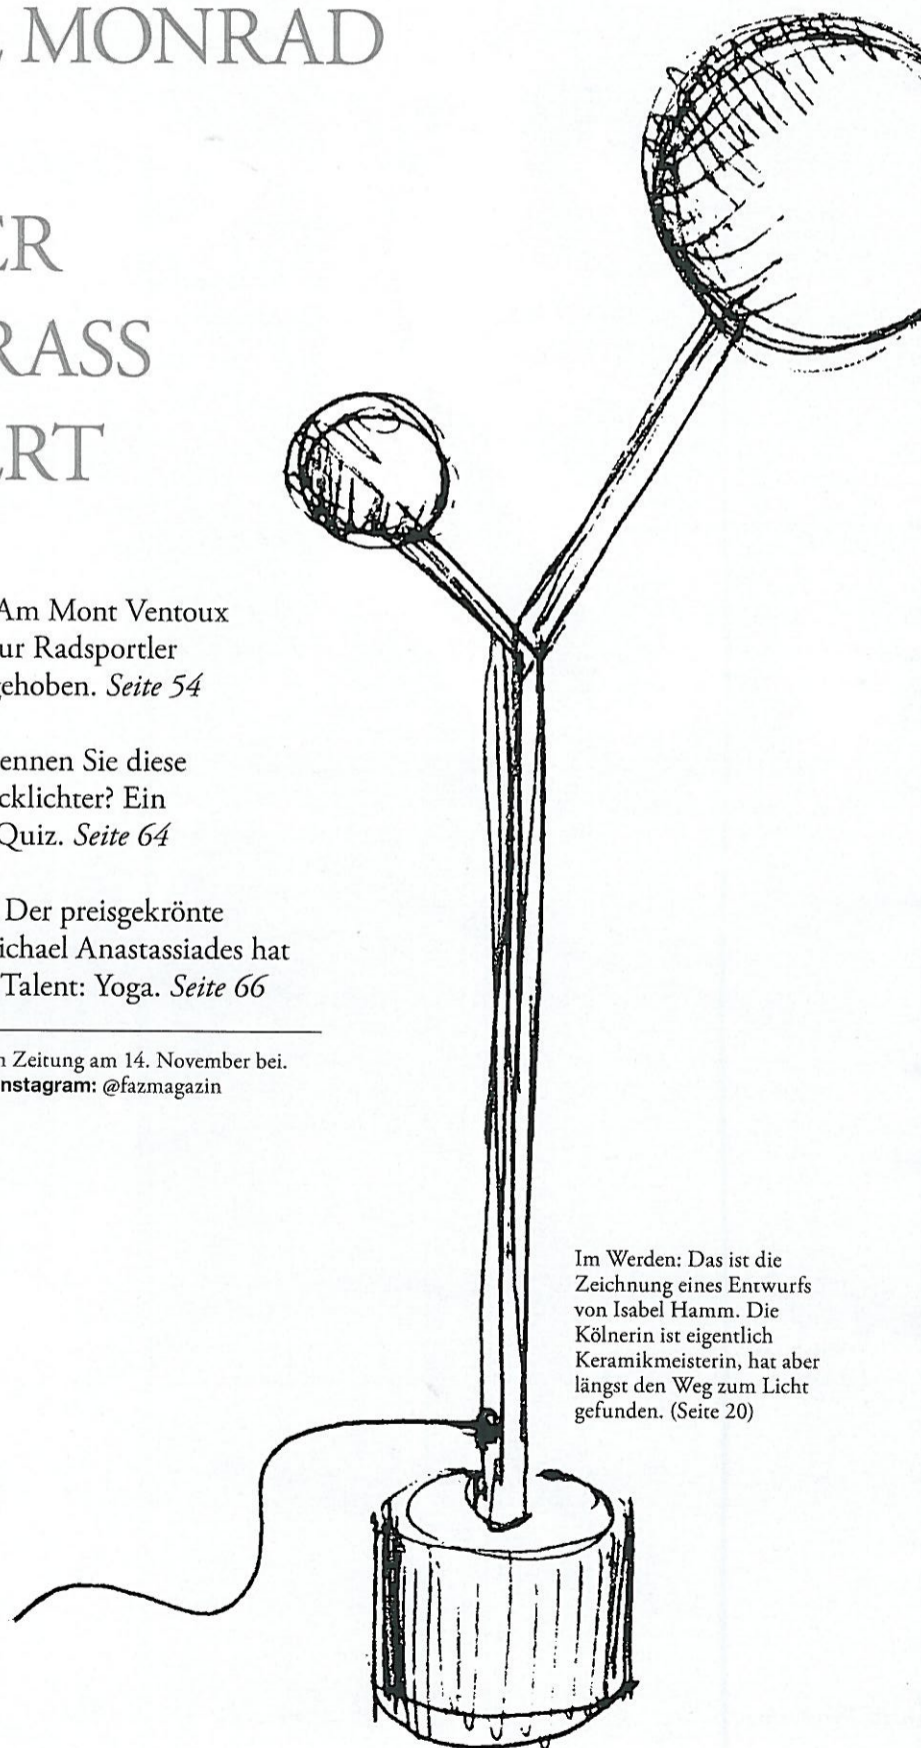 MONRAD
ER
RASS
ERT
Am Mont Ventoux
ur Radsportler
gehoben. Seite 54
ennen Sie diese
cklichter? Ein
Quiz. Seite 64
Der preisgekrönte
ichael Anastassiades hat
Talent: Yoga. Seite 66
n Zeitung am 14. November bei.
nstagram: @fazmagazin
Im Werden: Das ist die
Zeichnung eines Entwurfs
von Isabel Hamm. Die
Kölnerin ist eigentlich
Keramikmeisterin, hat aber
längst den Weg zum Licht
gefunden. (Seite 20)